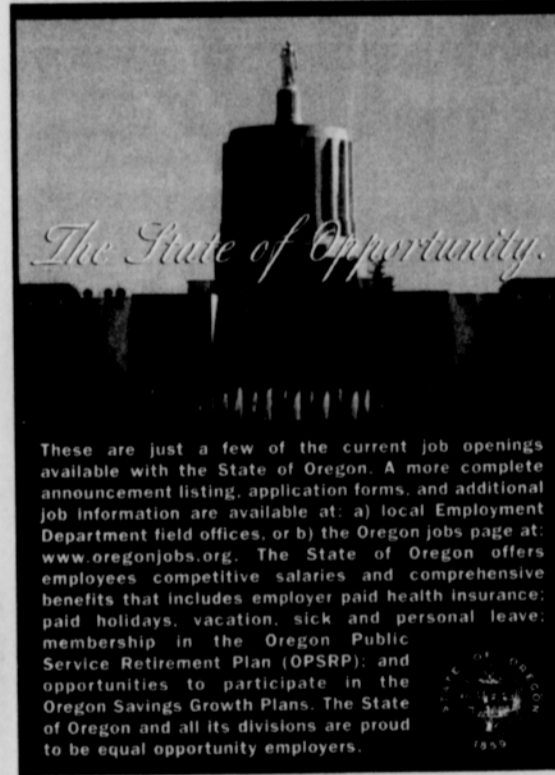 The State of Opportunity.
These are just a few of the current job openings
available with the State of Oregon. A more complete
announcement listing, application forms, and additional
job information are available at: a) local Employment
Department field offices, or b) the Oregon jobs page at:
www.oregonjobs.org. The State of Oregon offers
employees competitive salaries and comprehensive
benefits that includes employer paid health insurance;
paid holidays, vacation, sick and personal leave;
membership in the Oregon Public
Service Retirement Plan (OPSRP); and
opportunities to participate in the
Oregon Savings Growth Plans. The State
of Oregon and all its divisions are proud
to be equal opportunity employers.
STATE OF OREGON
1859